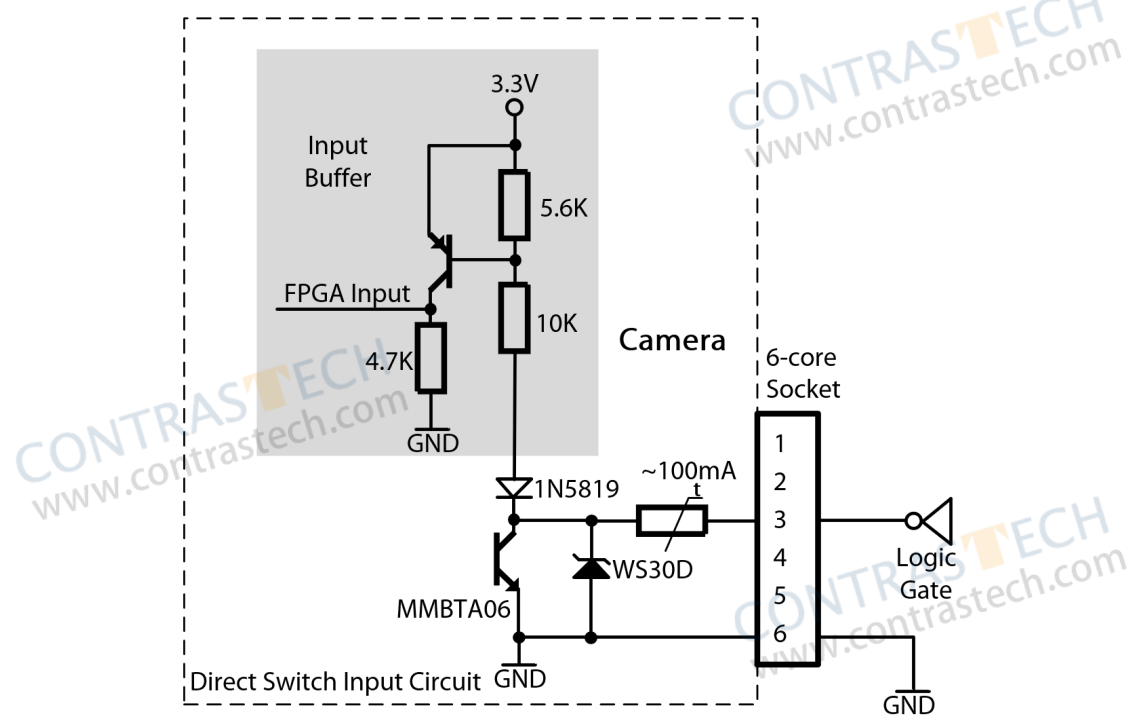 CONTRASTECH
www.contrastech.com
3.3V
Input
Buffer
5.6K
FPGA Input
10K
Camera
4.7K
6-core
Socket
CONTRASTECH
www.contrastech.com
GND
1
~100mA
t
2
1N5819
3
4
Logic
Gate
WS30D
5
MMBTA06
6
CONTRASTECH
www.contrastech.com
Direct Switch Input Circuit
GND
GND